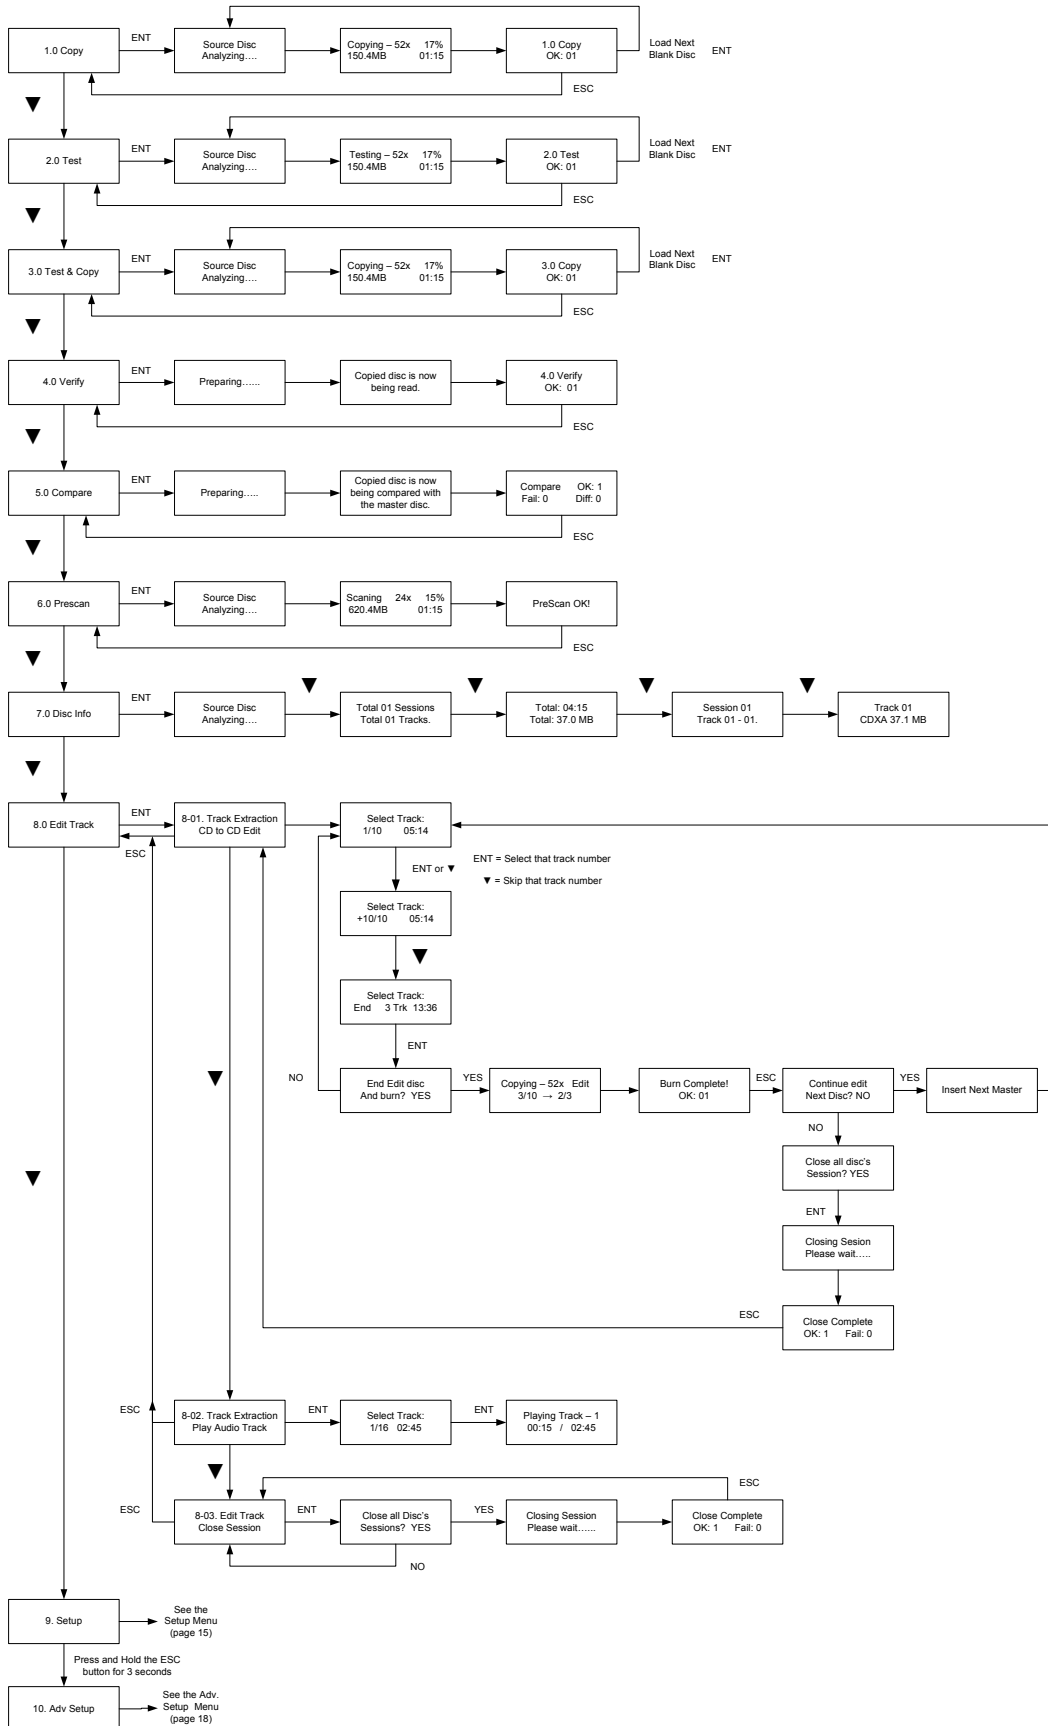 1.0 Copy
ENT
Source Disc
Analyzing….
Copying – 52x 17%
150.4MB 01:15
1.0 Copy
OK: 01
Load Next
Blank Disc
ENT
ESC
▼
2.0 Test
ENT
Source Disc
Analyzing….
Testing – 52x 17%
150.4MB 01:15
2.0 Test
OK: 01
Load Next
Blank Disc
ENT
ESC
▼
3.0 Test & Copy
ENT
Source Disc
Analyzing….
Copying – 52x 17%
150.4MB 01:15
3.0 Copy
OK: 01
Load Next
Blank Disc
ENT
ESC
▼
4.0 Verify
ENT
Preparing…...
Copied disc is now
being read.
4.0 Verify
OK: 01
ESC
▼
5.0 Compare
ENT
Preparing…..
Copied disc is now
being compared with
the master disc.
Compare OK: 1
Fail: 0 Diff: 0
ESC
▼
6.0 Prescan
ENT
Source Disc
Analyzing….
Scaning 24x 15%
620.4MB 01:15
PreScan OK!
ESC
▼
7.0 Disc Info
ENT
Source Disc
Analyzing….
▼
Total 01 Sessions
Total 01 Tracks.
▼
Total: 04:15
Total: 37.0 MB
▼
Session 01
Track 01 - 01.
▼
Track 01
CDXA 37.1 MB
▼
8.0 Edit Track
ENT
ESC
8-01. Track Extraction
CD to CD Edit
Select Track:
1/10 05:14
ENT or ▼
ENT = Select that track number
▼ = Skip that track number
Select Track:
+10/10 05:14
▼
Select Track:
End 3 Trk 13:36
ENT
NO
End Edit disc
And burn? YES
YES
Copying – 52x Edit
3/10 → 2/3
Burn Complete!
OK: 01
ESC
Continue edit
Next Disc? NO
YES
Insert Next Master
NO
Close all disc's
Session? YES
ENT
Closing Sesion
Please wait…..
Close Complete
OK: 1 Fail: 0
ESC
▼
▼
ESC
8-02. Track Extraction
Play Audio Track
ENT
Select Track:
1/16 02:45
ENT
Playing Track – 1
00:15 / 02:45
▼
ESC
8-03. Edit Track
Close Session
ENT
Close all Disc's
Sessions? YES
YES
Closing Session
Please wait…...
Close Complete
OK: 1 Fail: 0
ESC
NO
9. Setup
See the
Setup Menu
(page 15)
Press and Hold the ESC
button for 3 seconds
10. Adv Setup
See the Adv.
Setup Menu
(page 18)